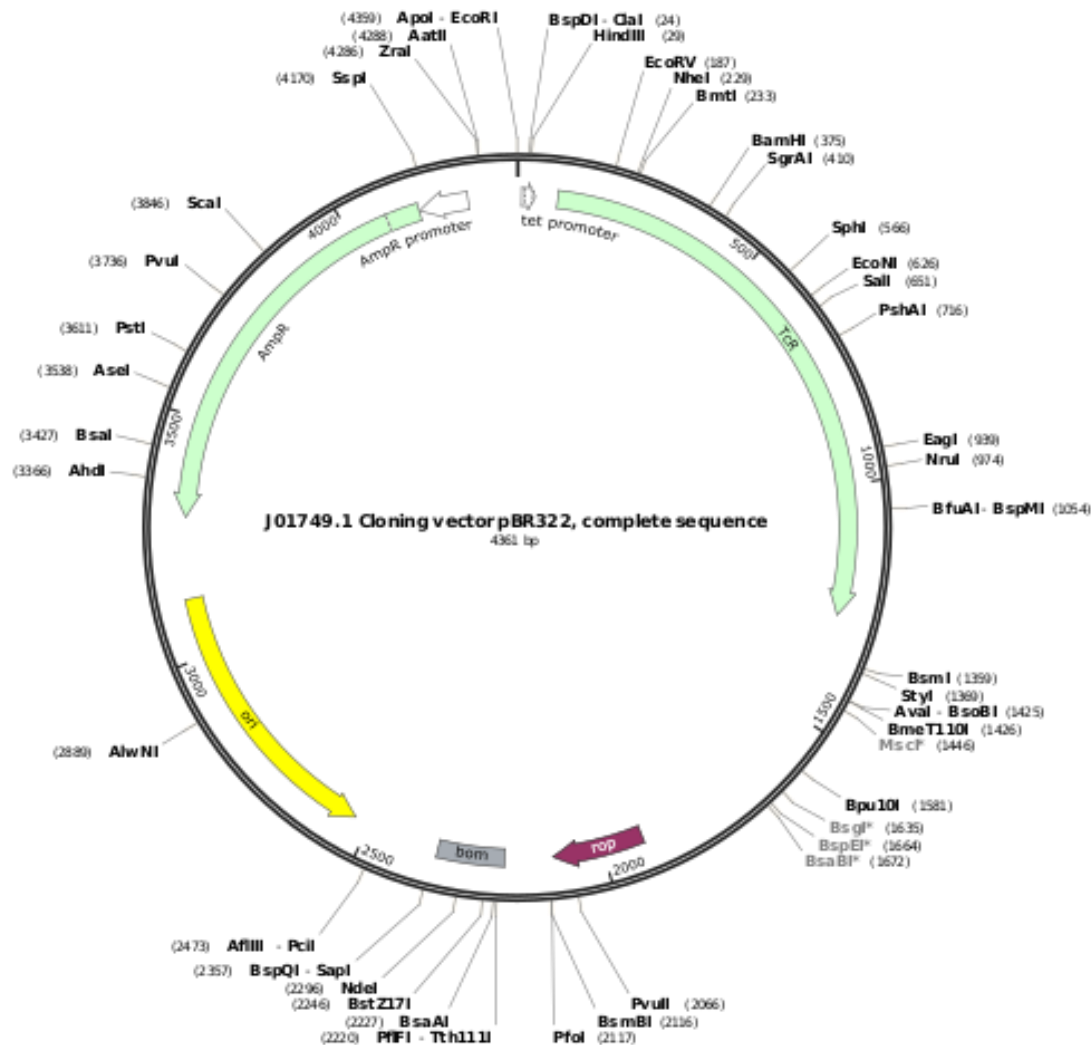 (4359) ApoI - EcoRI
(4288) AatII
(4286) ZraI
(4170) SspI
BspDI - ClaI (24)
HindIII (29)
EcoRV (187)
NheI (229)
BmtI (233)
BamHI (375)
SgrAI (410)
SphI (566)
EcoNI (626)
SalI (651)
PshAI (716)
EagI (939)
NruI (974)
BfuAI - BspMI (1054)
BsmI (1359)
StyI (1369)
AvaI - BsoBI (1425)
BmeT110I (1426)
MscI* (1446)
Bpu10I (1581)
BsgI* (1635)
BspEI* (1664)
BsaBI* (1672)
PvuII (2066)
BsmBI (2116)
PfoI (2117)
(2220) PflFI - Tth111I
(2227) BsaAI
(2246) BstZ17I
(2296) NdeI
(2357) BspQI - SapI
(2473) AflIII - PciI
(2889) AlwNI
(3366) AhdI
(3427) BsaI
(3538) AseI
(3611) PstI
(3736) PvuI
(3846) ScaI
tet promoter
AmpR promoter
AmpR
TcR
500
1000
1500
2000
2500
3000
3500
4000
J01749.1 Cloning vector pBR322, complete sequence
4361 bp
ori
bom
rop